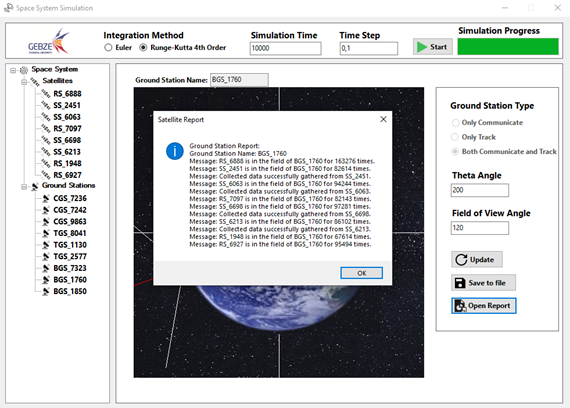 Space System Simulation
GEBZE
Integration Method
Euler
Runge-Kutta 4th Order
Simulation Time
10000
Time Step
0,1
Start
Simulation Progress
Space System
Satellites
RS_6888
SS_2451
SS_6063
RS_7097
SS_6698
SS_6213
RS_1948
RS_6927
Ground Stations
CGS_7236
CGS_7242
CGS_9863
TGS_8041
TGS_1130
TGS_2577
BGS_7323
BGS_1760
BGS_1850
Ground Station Name: BGS_1760
Satellite Report
Ground Station Report:
Ground Station Name: BGS_1760
Message: RS_6888 is in the field of BGS_1760 for 163276 times.
Message: SS_2451 is in the field of BGS_1760 for 82614 times.
Message: Collected data successfully gathered from SS_2451.
Message: SS_6063 is in the field of BGS_1760 for 94244 times.
Message: Collected data successfully gathered from SS_6063.
Message: RS_7097 is in the field of BGS_1760 for 82143 times.
Message: SS_6698 is in the field of BGS_1760 for 97281 times.
Message: Collected data successfully gathered from SS_6698.
Message: SS_6213 is in the field of BGS_1760 for 86102 times.
Message: Collected data successfully gathered from SS_6213.
Message: RS_1948 is in the field of BGS_1760 for 67614 times.
Message: RS_6927 is in the field of BGS_1760 for 95494 times.
OK
Ground Station Type
Only Communicate
Only Track
Both Communicate and Track
Theta Angle
200
Field of View Angle
120
Update
Save to file
Open Report